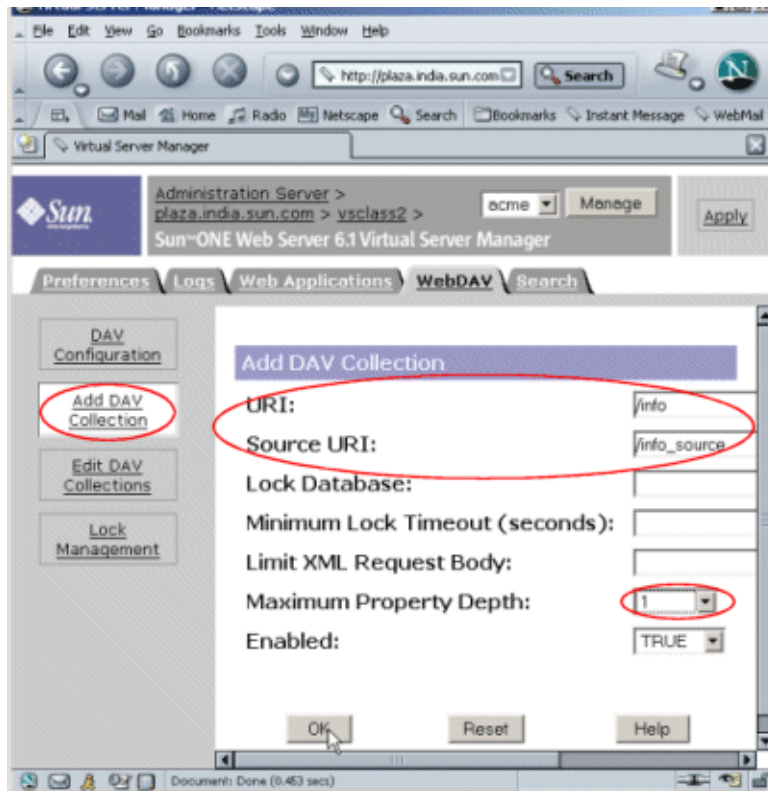 File Edit View Go Bookmarks Tools Window Help
http://plaza.india.sun.com
Search
Mail Home Radio My Netscape Search Bookmarks Instant Message WebMail
Virtual Server Manager
Sun
Administration Server >
plaza.india.sun.com > vsclass2 >
acme Manage
Apply
Sun ONE Web Server 6.1 Virtual Server Manager
Preferences Logs Web Applications WebDAV Search
DAV
Configuration
Add DAV
Collection
Edit DAV
Collections
Lock
Management
Add DAV Collection
URI: /info
Source URI: /info_source
Lock Database:
Minimum Lock Timeout (seconds):
Limit XML Request Body:
Maximum Property Depth: 1
Enabled: TRUE
OK Reset Help
Document: Done (0.453 secs)